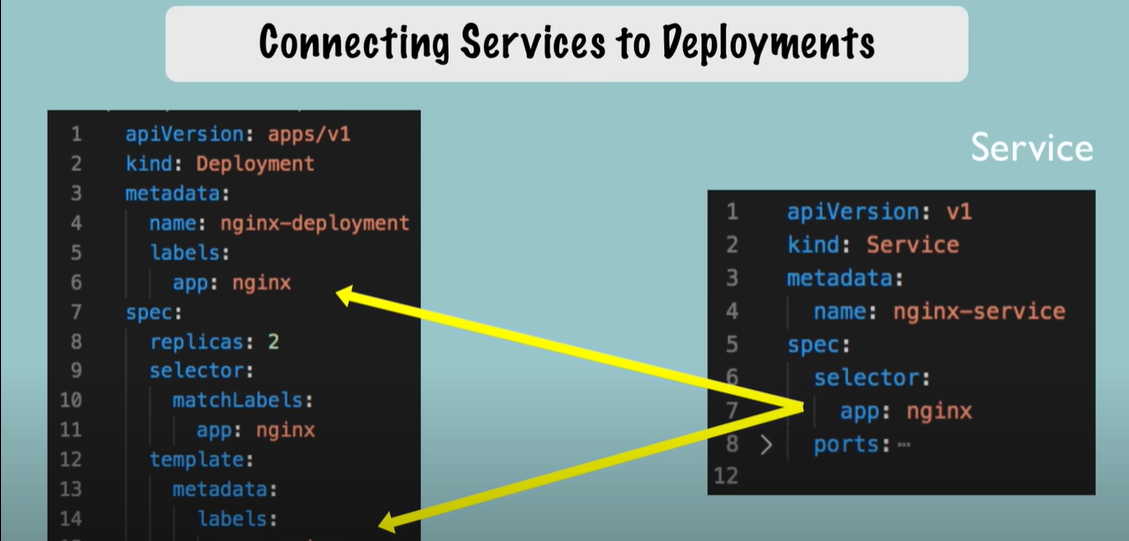 Connecting Services to Deployments
1 apiVersion: apps/v1
2 kind: Deployment
3 metadata:
4 name: nginx-deployment
5 labels:
6 app: nginx
7 spec:
8 replicas: 2
9 selector:
10 matchLabels:
11 app: nginx
12 template:
13 metadata:
14 labels:
Service
1 apiVersion: v1
2 kind: Service
3 metadata:
4 name: nginx-service
5 spec:
6 selector:
7 app: nginx
8 > ports:⋯
12